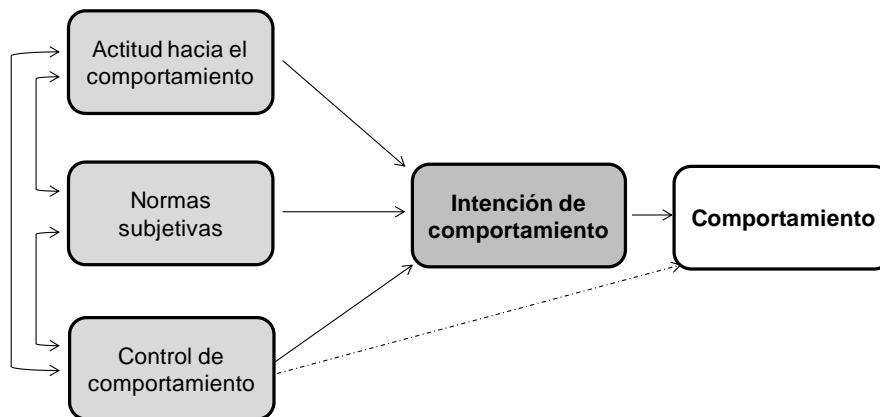 Actitud hacia el
comportamiento
Normas
subjetivas
Control de
comportamiento
Intención de
comportamiento
Comportamiento